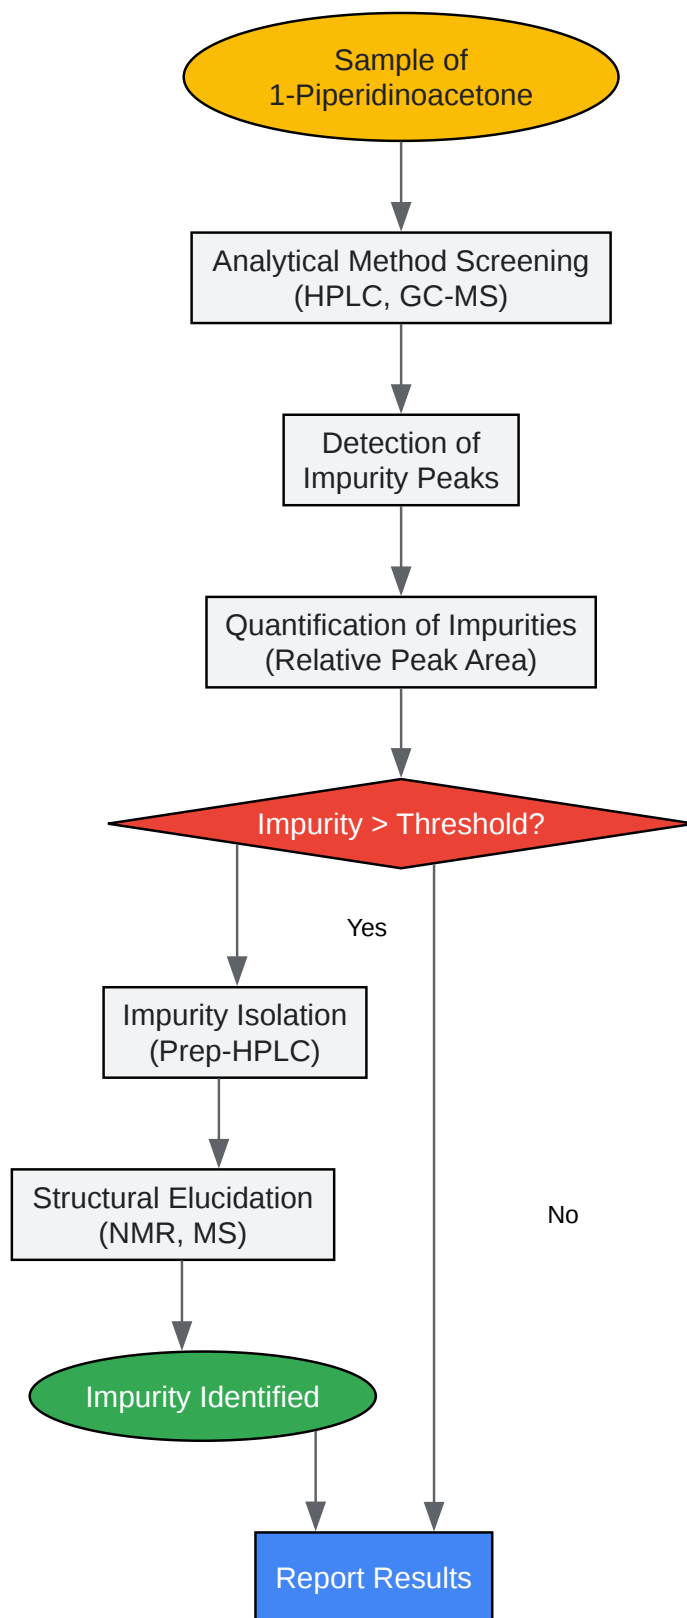 Sample of
1-Piperidinoacetone
Analytical Method Screening
(HPLC, GC-MS)
Detection of
Impurity Peaks
Quantification of Impurities
(Relative Peak Area)
Impurity > Threshold?
Yes
Impurity Isolation
(Prep-HPLC)
Structural Elucidation
(NMR, MS)
No
Impurity Identified
Report Results